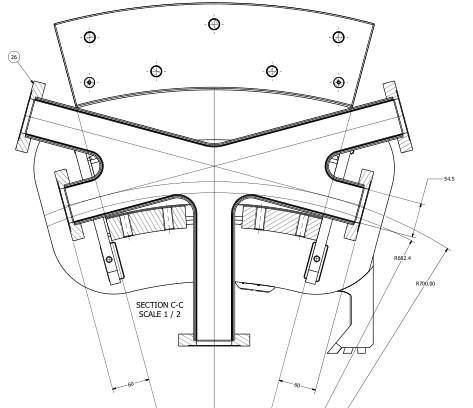 26
54.5
R682.4
R700.00
SECTION C-C
SCALE 1 / 2
60
60